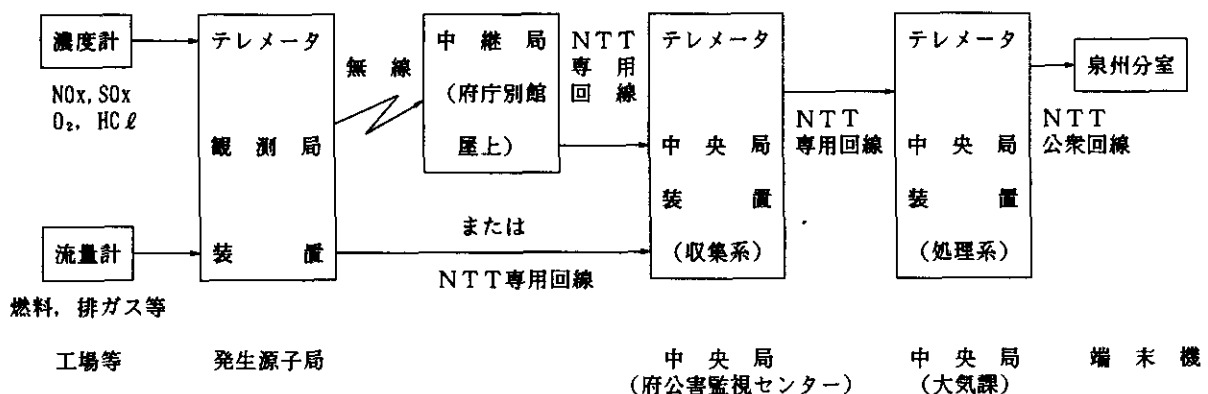 濃度計
NOx, SOx
O₂, HCℓ
流量計
燃料, 排ガス等
工場等
テレメータ
観測局
装置
発生源子局
無線
中継局
(府庁別館
屋上)
NTT
専用
回線
または
NTT専用回線
テレメータ
中央局
装置
(収集系)
中央局
(府公害監視センター)
NTT
専用回線
テレメータ
中央局
装置
(処理系)
中央局
(大気課)
NTT
公衆回線
泉州分室
端末機